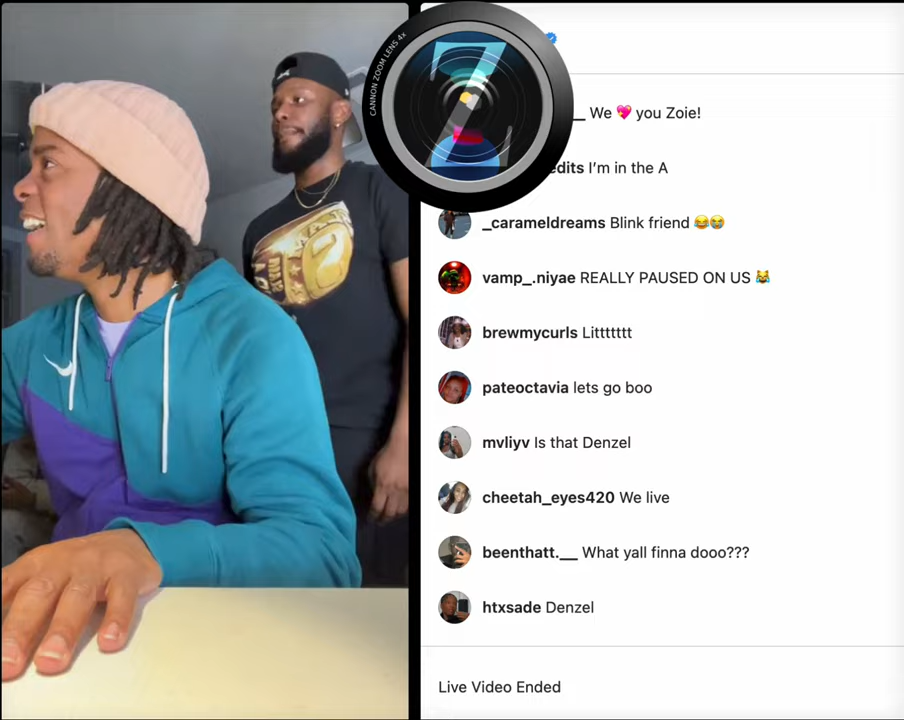 CANNON ZOOM LENS 4x
Z
__ We 💖 you Zoie!
edits I’m in the A
_carameldreams Blink friend 😂😭
vamp_.niyae REALLY PAUSED ON US 😹
brewmycurls Litttttttt
pateoctavia lets go boo
mvliyv Is that Denzel
cheetah_eyes420 We live
beenthatt.__ What yall finna dooo???
htxsade Denzel
Live Video Ended